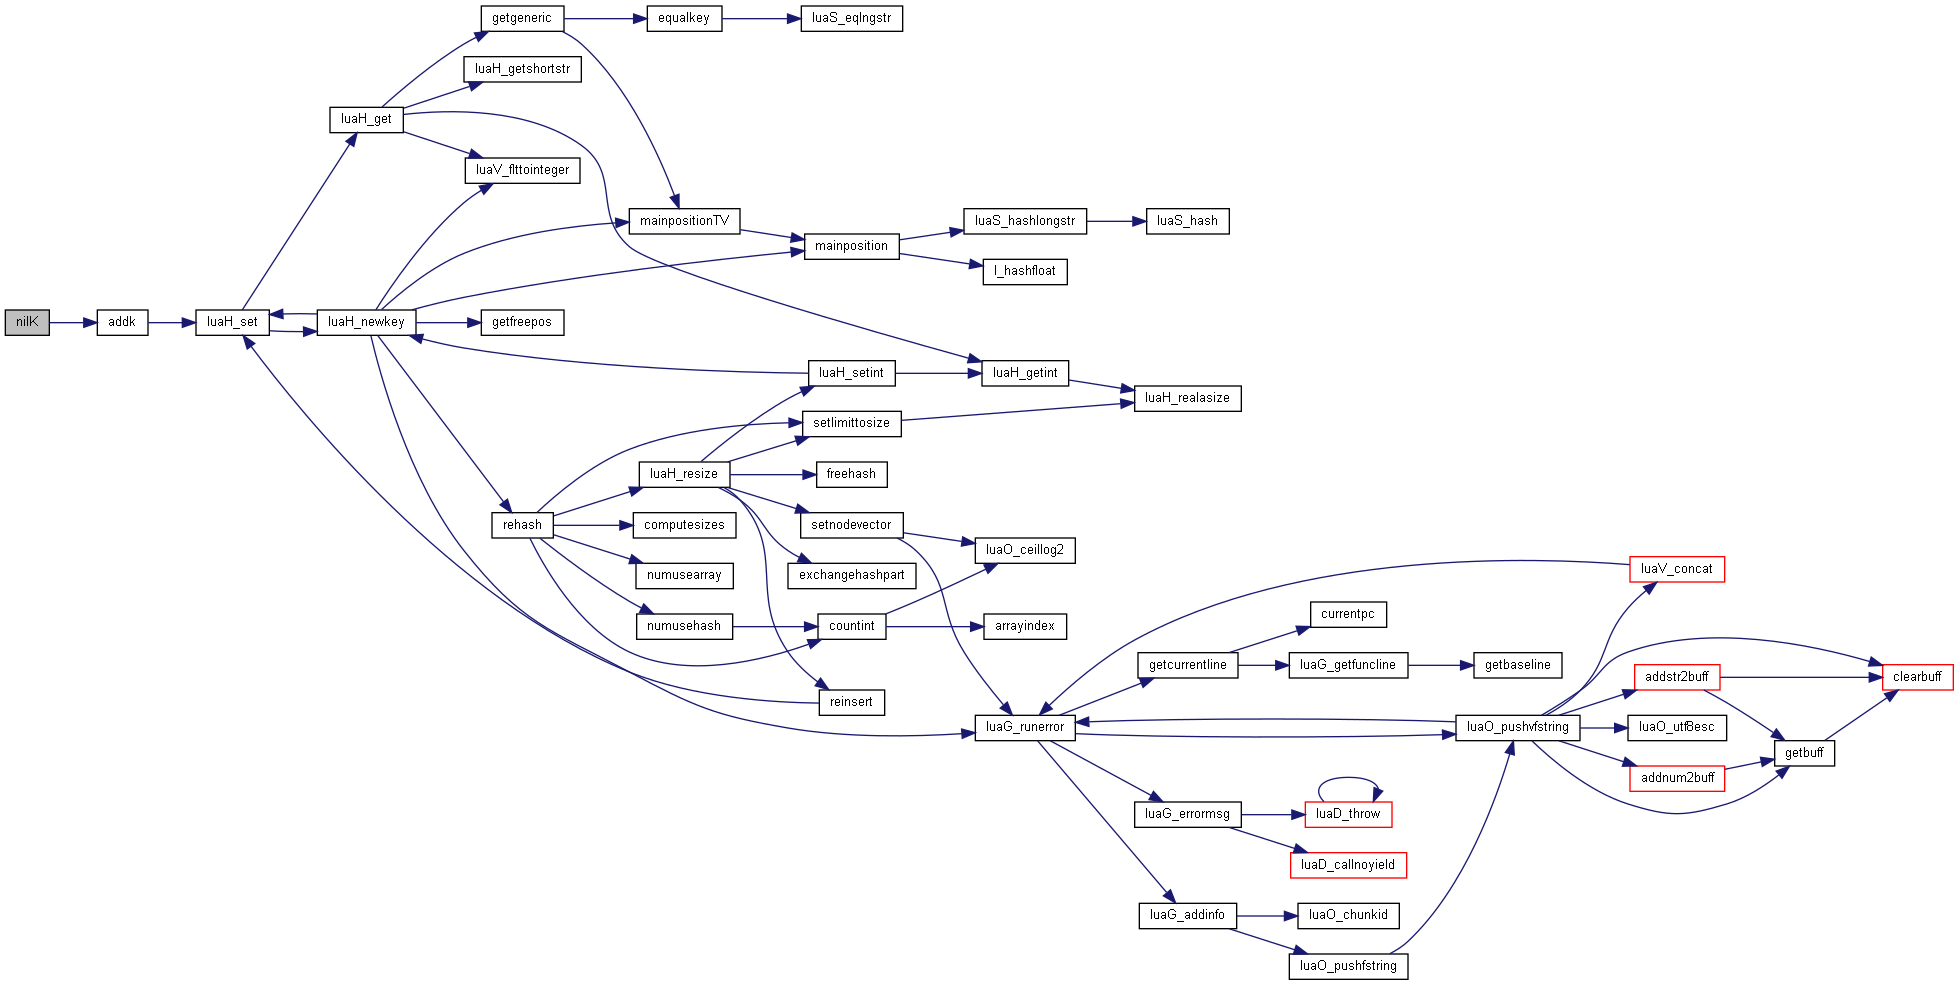 getgeneric
equalkey
luaS_eqlngstr
luaH_getshortstr
luaH_get
luaV_flttointeger
mainpositionTV
luaS_hashlongstr
luaS_hash
mainposition
l_hashfloat
nilK
addk
luaH_set
luaH_newkey
getfreepos
luaH_setint
luaH_getint
luaH_realasize
setlimittosize
luaH_resize
freehash
rehash
computesizes
setnodevector
luaO_ceillog2
numusearray
exchangehashpart
luaV_concat
numusehash
countint
arrayindex
currentpc
getcurrentline
luaG_getfuncline
getbaseline
addstr2buff
clearbuff
reinsert
luaG_runerror
luaO_pushvfstring
luaO_utf8esc
getbuff
addnum2buff
luaG_errormsg
luaD_throw
luaD_callnoyield
luaG_addinfo
luaO_chunkid
luaO_pushfstring